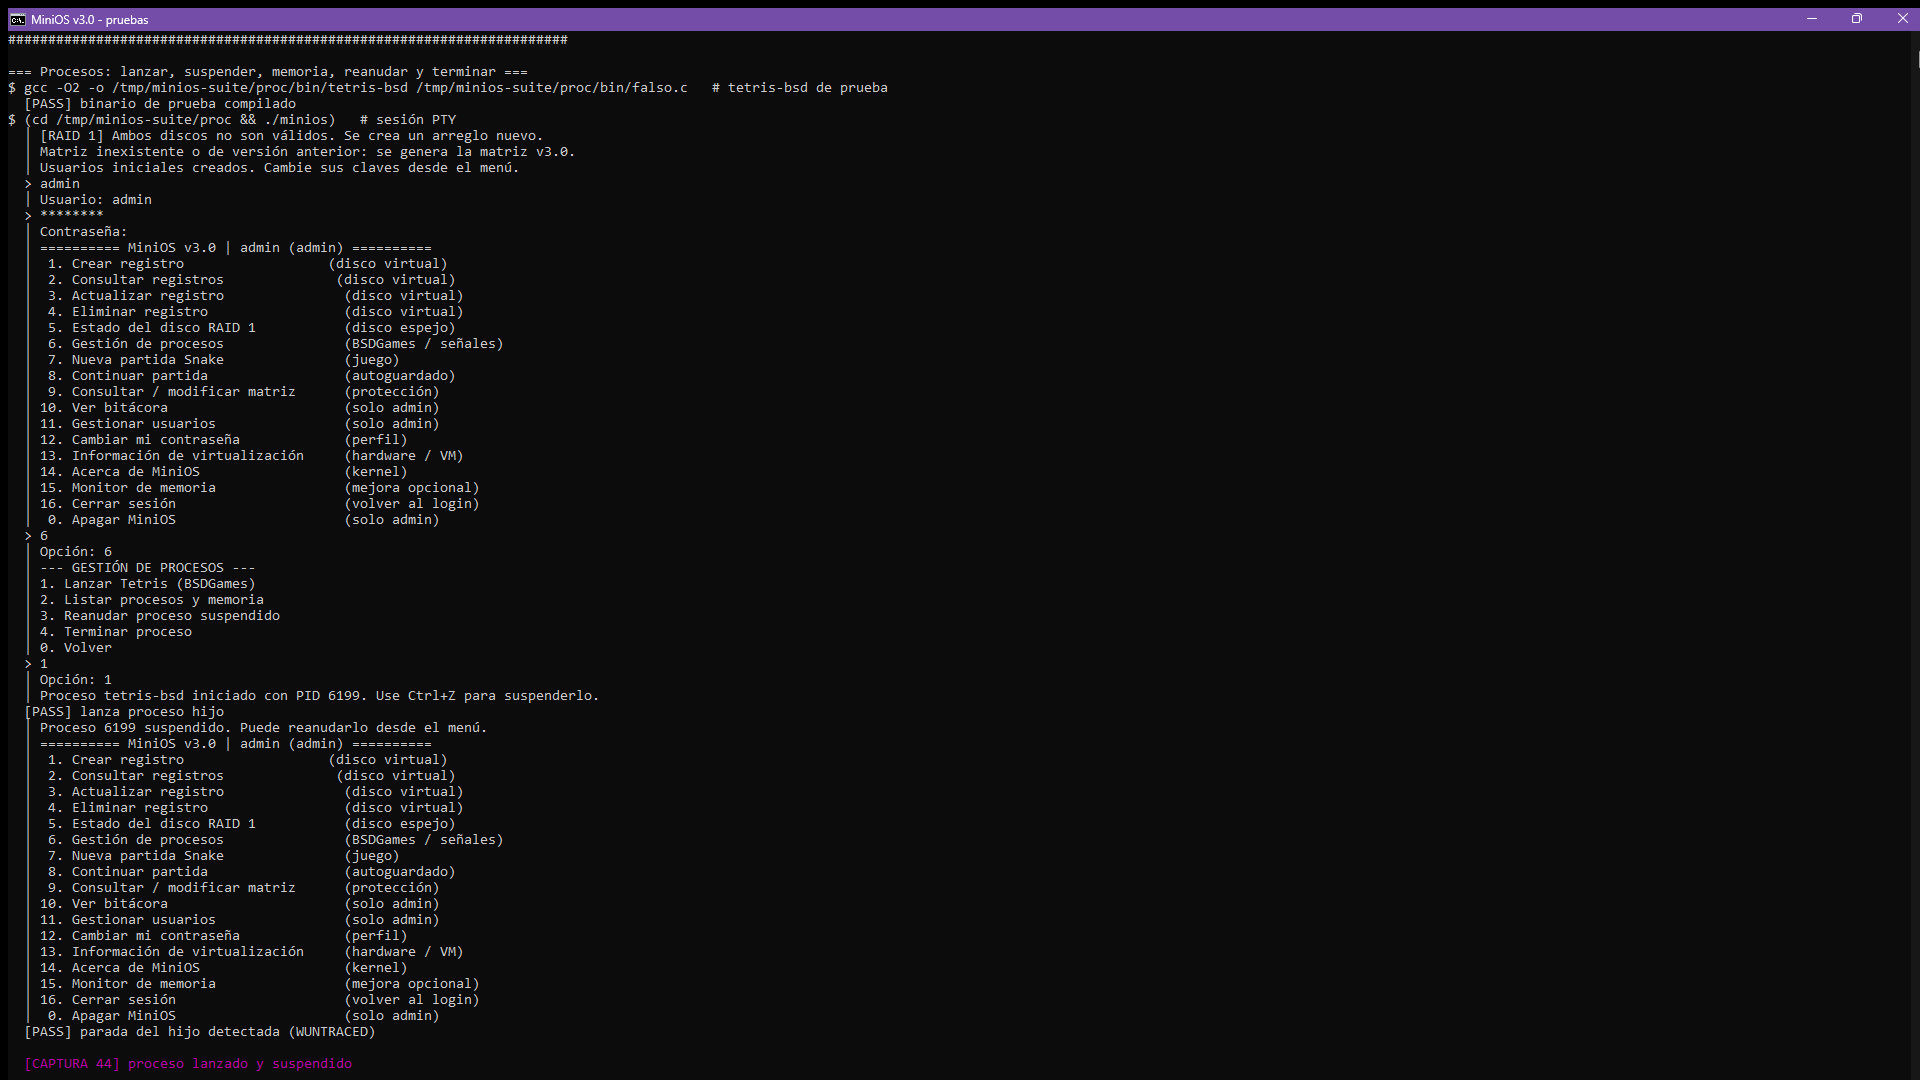 MiniOS v3.0 - pruebas
######################################################################
=== Procesos: lanzar, suspender, memoria, reanudar y terminar ===
$ gcc -O2 -o /tmp/minios-suite/proc/bin/tetris-bsd /tmp/minios-suite/proc/bin/falso.c   # tetris-bsd de prueba
[PASS] binario de prueba compilado
$ (cd /tmp/minios-suite/proc && ./minios)   # sesión PTY
| [RAID 1] Ambos discos no son válidos. Se crea un arreglo nuevo.
| Matriz inexistente o de versión anterior: se genera la matriz v3.0.
| Usuarios iniciales creados. Cambie sus claves desde el menú.
> admin
| Usuario: admin
> ********
| Contraseña:
| ========== MiniOS v3.0 | admin (admin) ==========
|  1. Crear registro                  (disco virtual)
|  2. Consultar registros              (disco virtual)
|  3. Actualizar registro               (disco virtual)
|  4. Eliminar registro                 (disco virtual)
|  5. Estado del disco RAID 1           (disco espejo)
|  6. Gestión de procesos               (BSDGames / señales)
|  7. Nueva partida Snake               (juego)
|  8. Continuar partida                 (autoguardado)
|  9. Consultar / modificar matriz      (protección)
| 10. Ver bitácora                      (solo admin)
| 11. Gestionar usuarios                (solo admin)
| 12. Cambiar mi contraseña             (perfil)
| 13. Información de virtualización     (hardware / VM)
| 14. Acerca de MiniOS                  (kernel)
| 15. Monitor de memoria                (mejora opcional)
| 16. Cerrar sesión                     (volver al login)
|  0. Apagar MiniOS                     (solo admin)
> 6
| Opción: 6
| --- GESTIÓN DE PROCESOS ---
| 1. Lanzar Tetris (BSDGames)
| 2. Listar procesos y memoria
| 3. Reanudar proceso suspendido
| 4. Terminar proceso
| 0. Volver
> 1
| Opción: 1
| Proceso tetris-bsd iniciado con PID 6199. Use Ctrl+Z para suspenderlo.
[PASS] lanza proceso hijo
| Proceso 6199 suspendido. Puede reanudarlo desde el menú.
| ========== MiniOS v3.0 | admin (admin) ==========
|  1. Crear registro                  (disco virtual)
|  2. Consultar registros              (disco virtual)
|  3. Actualizar registro               (disco virtual)
|  4. Eliminar registro                 (disco virtual)
|  5. Estado del disco RAID 1           (disco espejo)
|  6. Gestión de procesos               (BSDGames / señales)
|  7. Nueva partida Snake               (juego)
|  8. Continuar partida                 (autoguardado)
|  9. Consultar / modificar matriz      (protección)
| 10. Ver bitácora                      (solo admin)
| 11. Gestionar usuarios                (solo admin)
| 12. Cambiar mi contraseña             (perfil)
| 13. Información de virtualización     (hardware / VM)
| 14. Acerca de MiniOS                  (kernel)
| 15. Monitor de memoria                (mejora opcional)
| 16. Cerrar sesión                     (volver al login)
|  0. Apagar MiniOS                     (solo admin)
[PASS] parada del hijo detectada (WUNTRACED)
[CAPTURA 44] proceso lanzado y suspendido